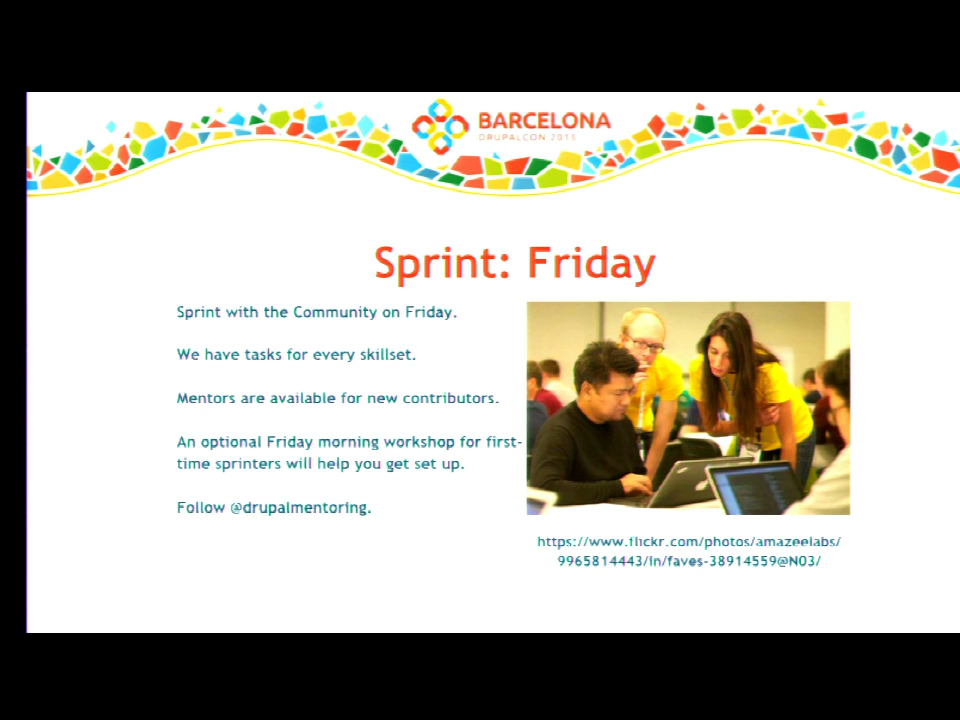 BARCELONA
DRUPALCON 2015
Sprint: Friday
Sprint with the Community on Friday.
We have tasks for every skillset.
Mentors are available for new contributors.
An optional Friday morning workshop for first-
time sprinters will help you get set up.
Follow @drupalmentoring.
https://www.flickr.com/photos/amazeelabs/
9965814443/in/faves-38914559@N03/